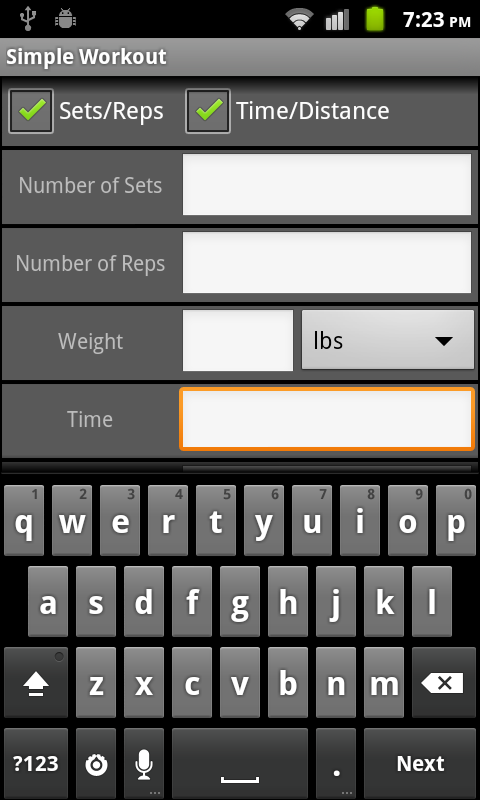 7:23 PM
Simple Workout
Sets/Reps Time/Distance
Number of Sets
Number of Reps
Weight lbs
Time
1 2 3 4 5 6 7 8 9 0
q w e r t y u i o p
a s d f g h j k l
z x c v b n m
?123 . Next